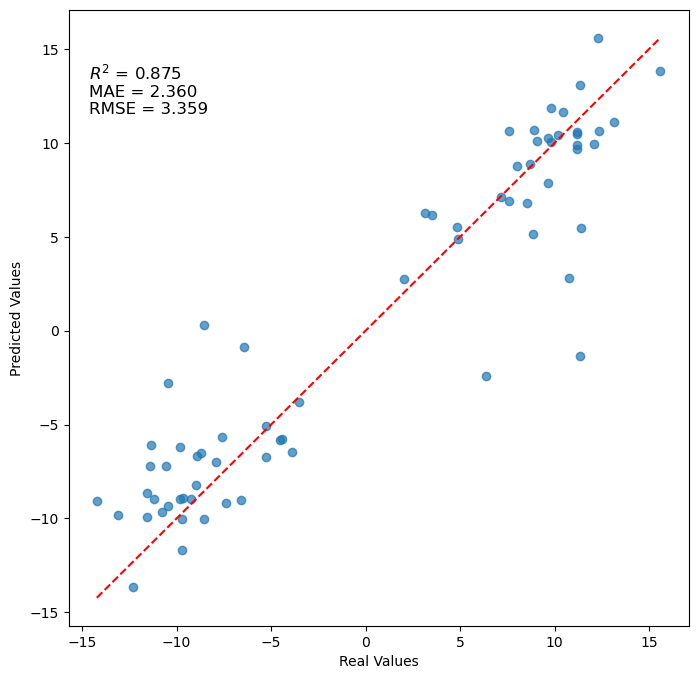 R² = 0.875
MAE = 2.360
RMSE = 3.359
15
10
5
0
−5
−10
−15
Predicted Values
−15 −10 −5 0 5 10 15
Real Values